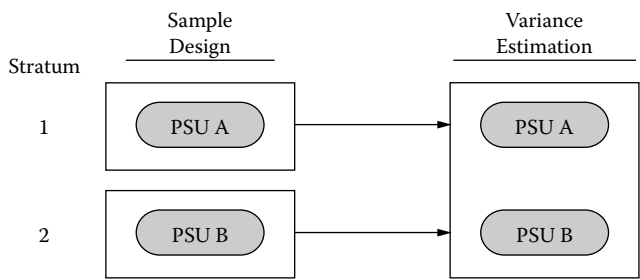 Sample
Design
Variance
Estimation
Stratum
1
PSU A
PSU A
2
PSU B
PSU B